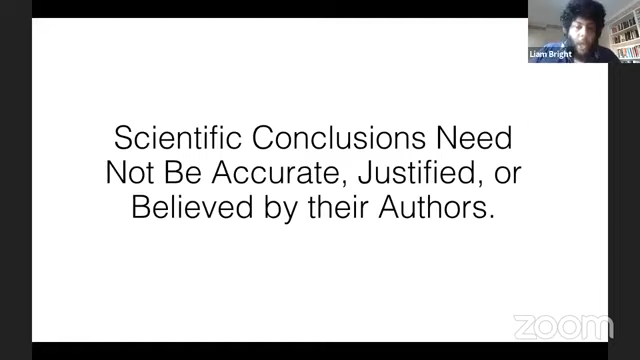 Liam Bright
Scientific Conclusions Need
Not Be Accurate, Justified, or
Believed by their Authors.
zoom